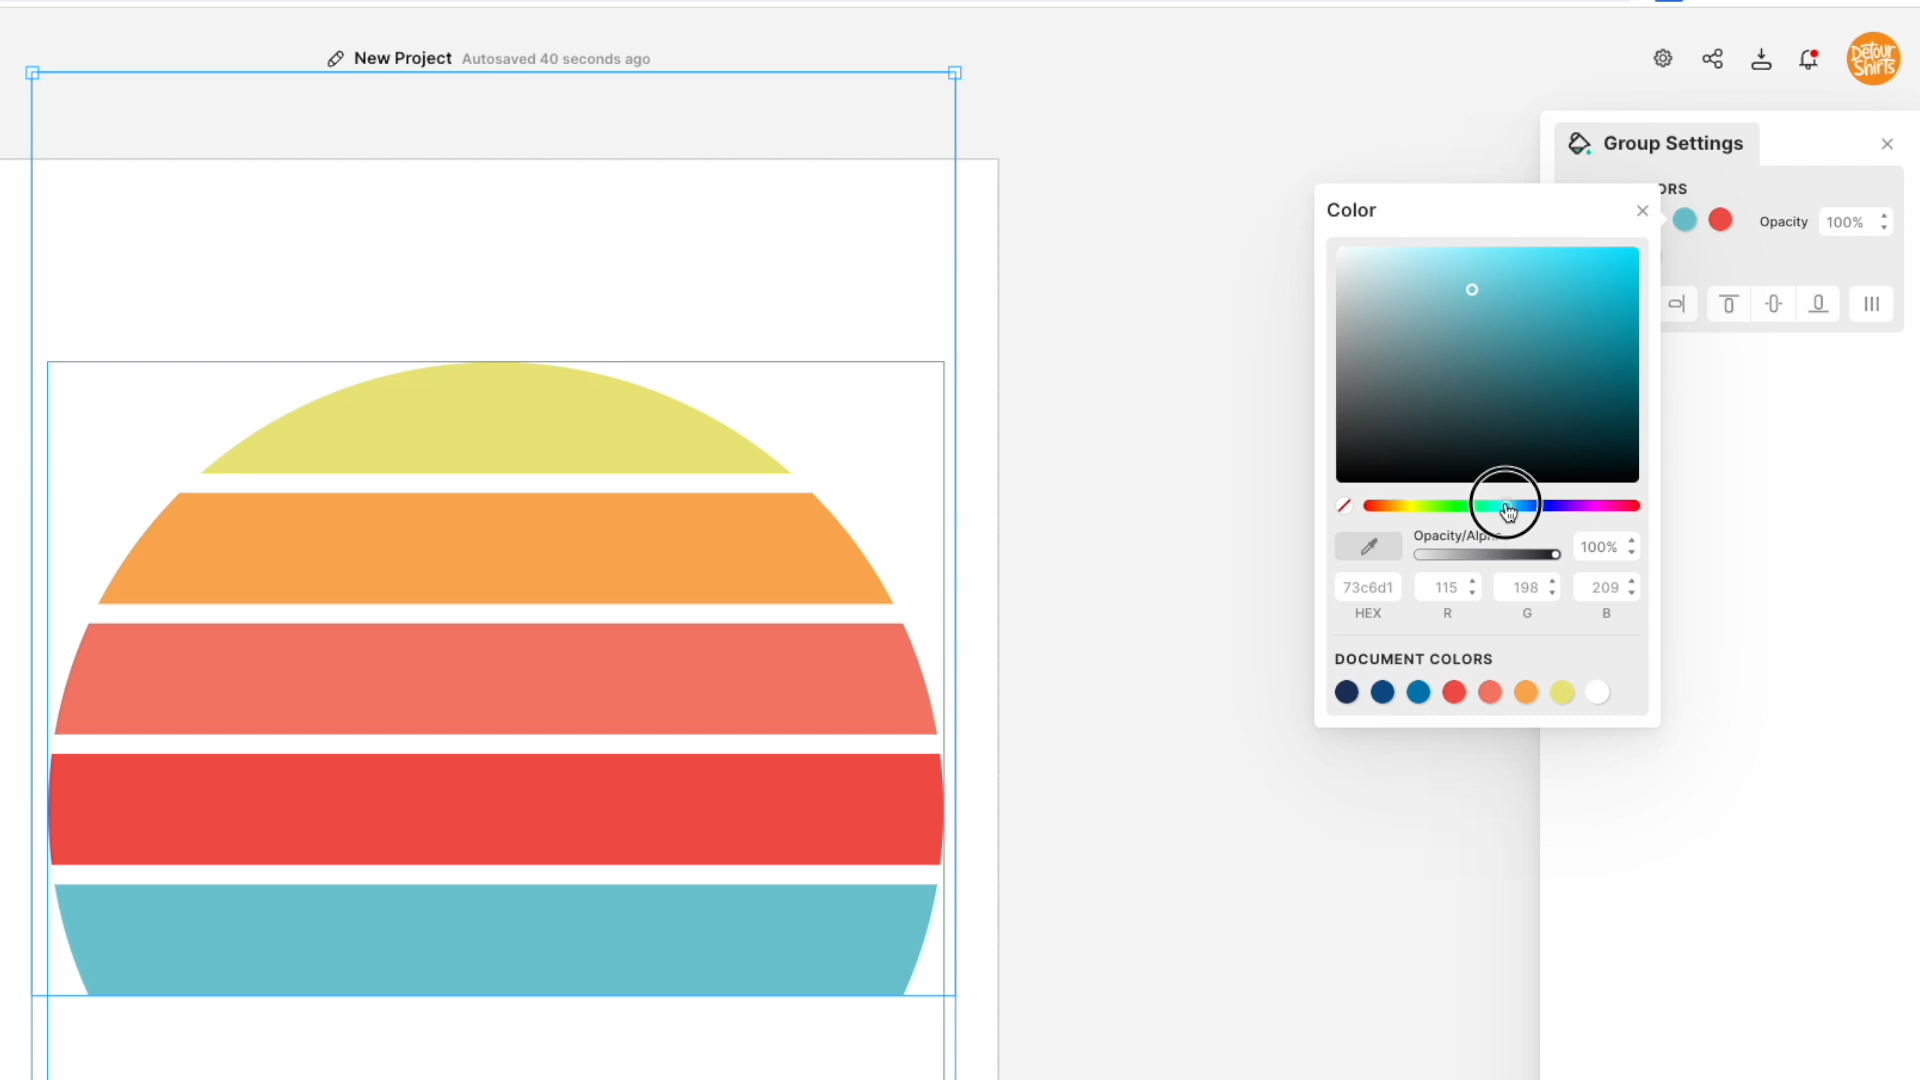 New Project Autosaved 40 seconds ago
Detour
Shirts
Group Settings
ORS
Opacity 100%
Color
Opacity/Alp
100%
73c6d1 115 198 209
HEX R G B
DOCUMENT COLORS